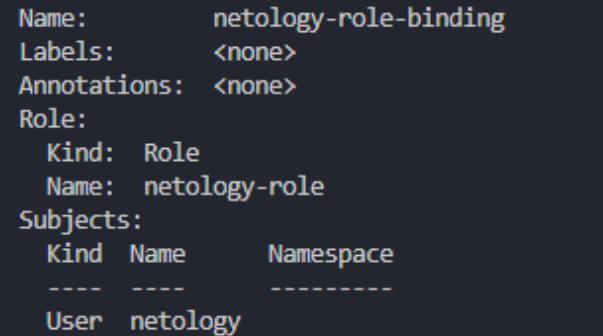 Name:         netology-role-binding
Labels:       <none>
Annotations:  <none>
Role:
  Kind:  Role
  Name:  netology-role
Subjects:
  Kind  Name      Namespace
  ----  ----      ---------
  User  netology